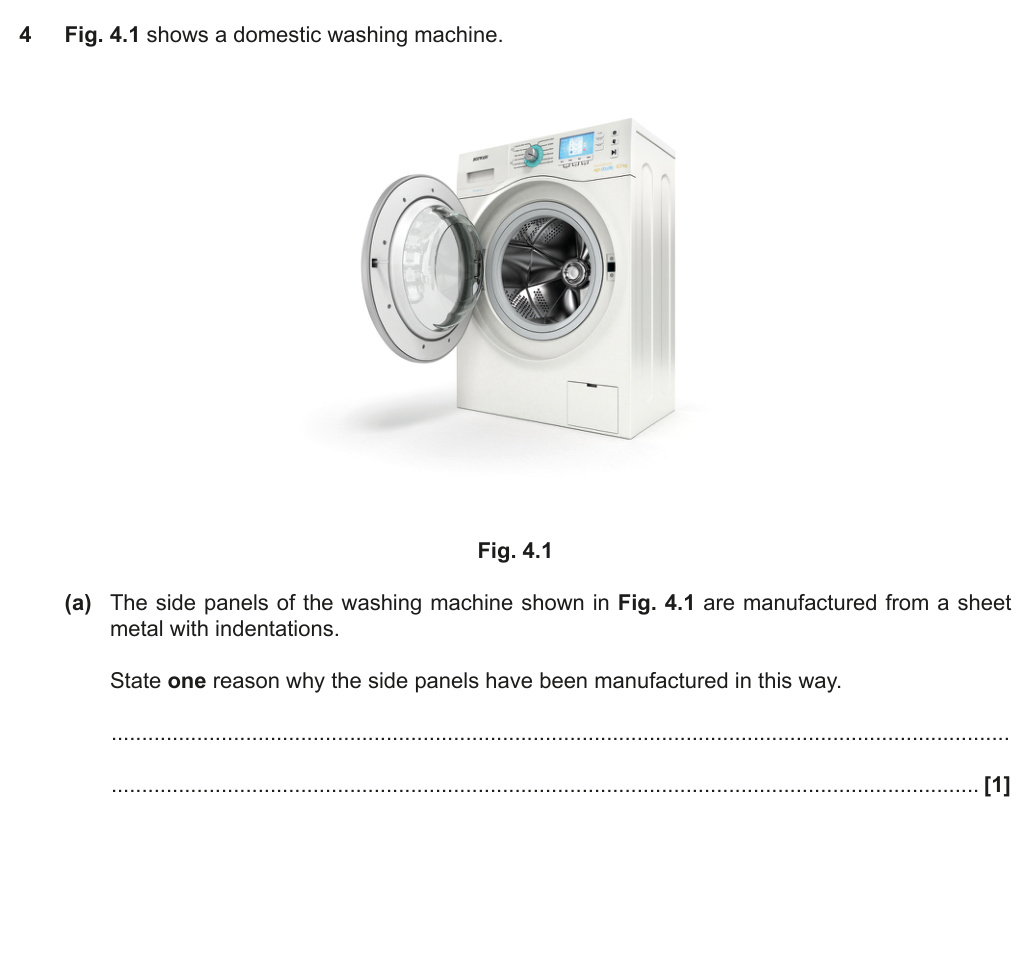 4 Fig. 4.1 shows a domestic washing machine.
Fig. 4.1
(a) The side panels of the washing machine shown in Fig. 4.1 are manufactured from a sheet
metal with indentations.
State one reason why the side panels have been manufactured in this way.
....................................................................................................................................................
............................................................................................................................................... [1]